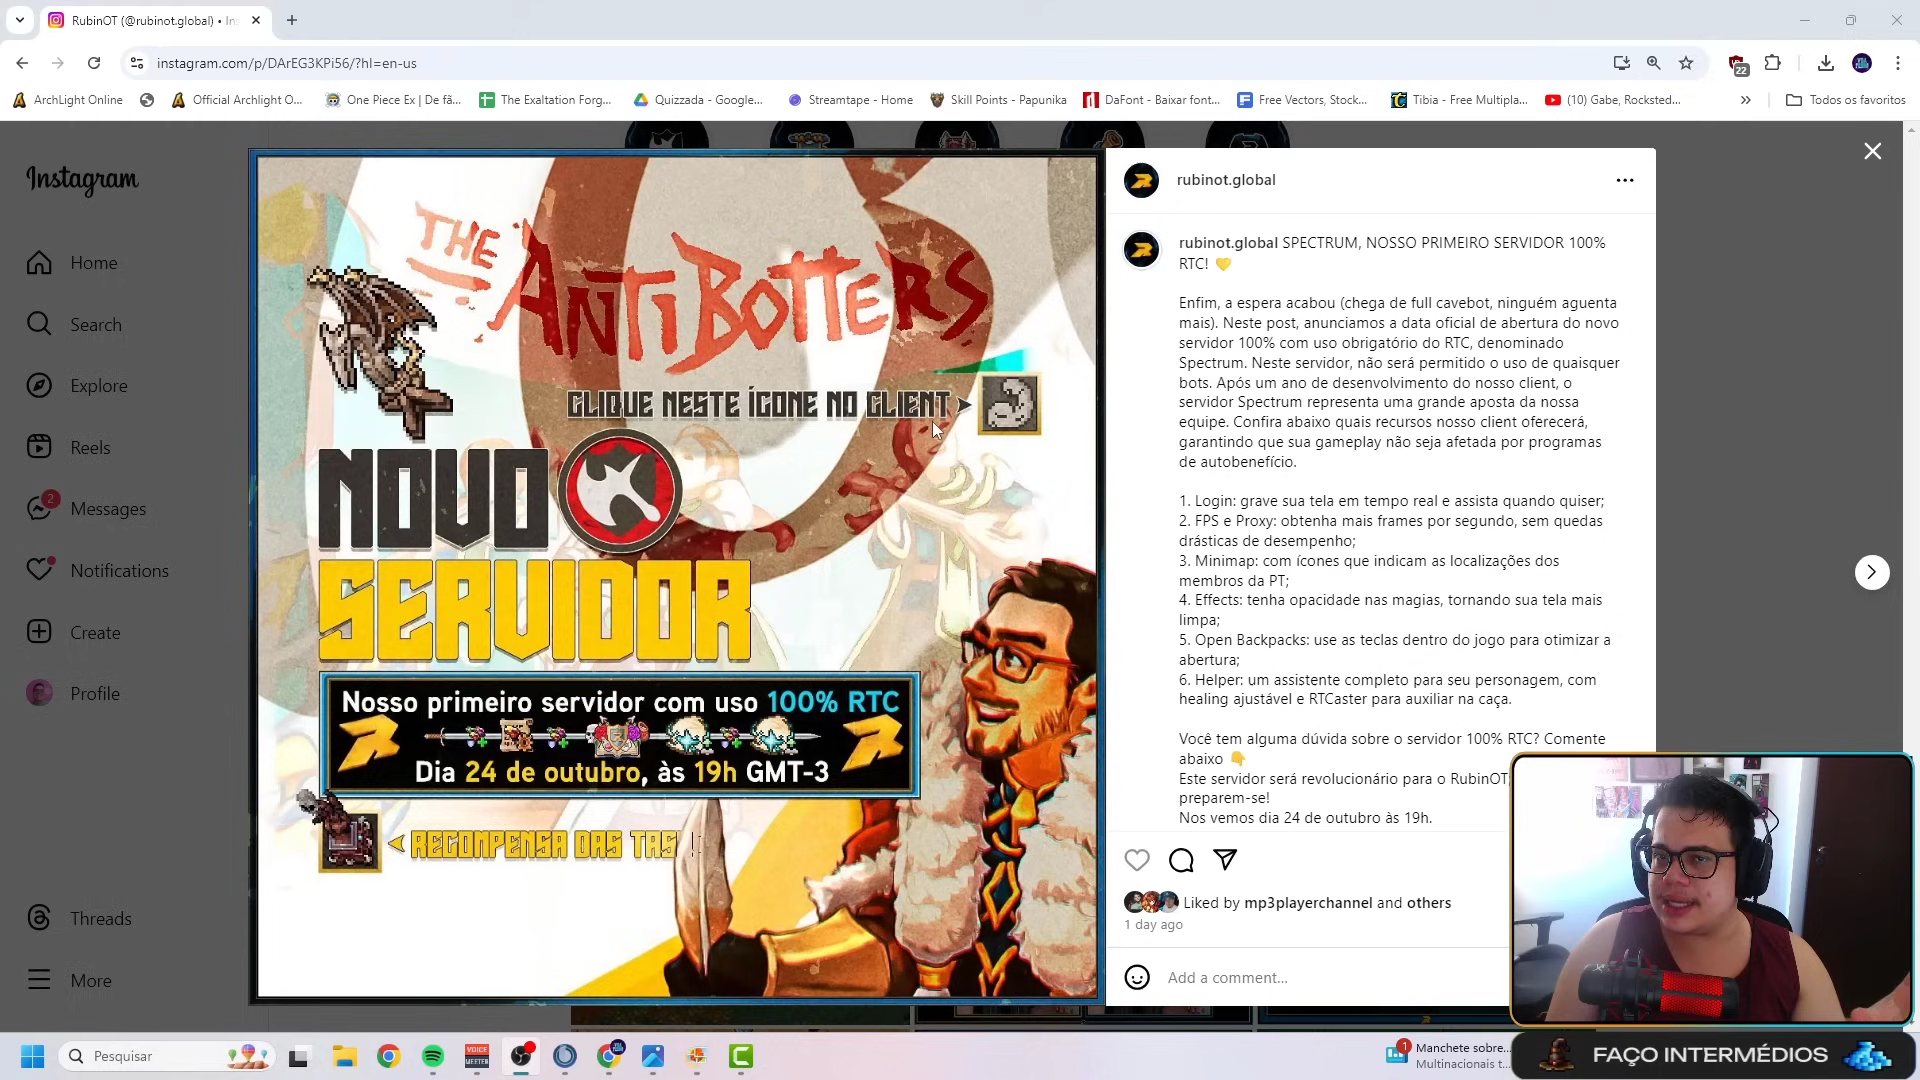 RubinOT (@rubinot.global) • In
instagram.com/p/DArEG3KPi56/?hl=en-us
22
ArchLight Online
Official Archlight O...
One Piece Ex | De fã...
The Exaltation Forg...
Quizzada - Google...
Streamtape - Home
Skill Points - Papunika
DaFont - Baixar font...
Free Vectors, Stock...
Tibia - Free Multipla...
(10) Gabe, Rocksted...
Todos os favoritos
Instagram
Home
Search
Explore
Reels
2
Messages
Notifications
Create
Profile
Threads
More
THE ANTIBOTTERS
CLIQUE NESTE ÍCONE NO CLIENT
NOVO
SERVIDOR
Nosso primeiro servidor com uso 100% RTC
Dia 24 de outubro, às 19h GMT-3
RECOMPENSA DAS TAS
rubinot.global
rubinot.global SPECTRUM, NOSSO PRIMEIRO SERVIDOR 100%
RTC! 💛
Enfim, a espera acabou (chega de full cavebot, ninguém aguenta
mais). Neste post, anunciamos a data oficial de abertura do novo
servidor 100% com uso obrigatório do RTC, denominado
Spectrum. Neste servidor, não será permitido o uso de quaisquer
bots. Após um ano de desenvolvimento do nosso client, o
servidor Spectrum representa uma grande aposta da nossa
equipe. Confira abaixo quais recursos nosso client oferecerá,
garantindo que sua gameplay não seja afetada por programas
de autobenefício.
1. Login: grave sua tela em tempo real e assista quando quiser;
2. FPS e Proxy: obtenha mais frames por segundo, sem quedas
drásticas de desempenho;
3. Minimap: com ícones que indicam as localizações dos
membros da PT;
4. Effects: tenha opacidade nas magias, tornando sua tela mais
limpa;
5. Open Backpacks: use as teclas dentro do jogo para otimizar a
abertura;
6. Helper: um assistente completo para seu personagem, com
healing ajustável e RTCaster para auxiliar na caça.
Você tem alguma dúvida sobre o servidor 100% RTC? Comente
abaixo 👇
Este servidor será revolucionário para o RubinOT,
preparem-se!
Nos vemos dia 24 de outubro às 19h.
Liked by mp3playerchannel and others
1 day ago
Add a comment...
Pesquisar
VOICE
MEETER
1
Manchete sobre...
Multinacionais t...
FAÇO INTERMÉDIOS